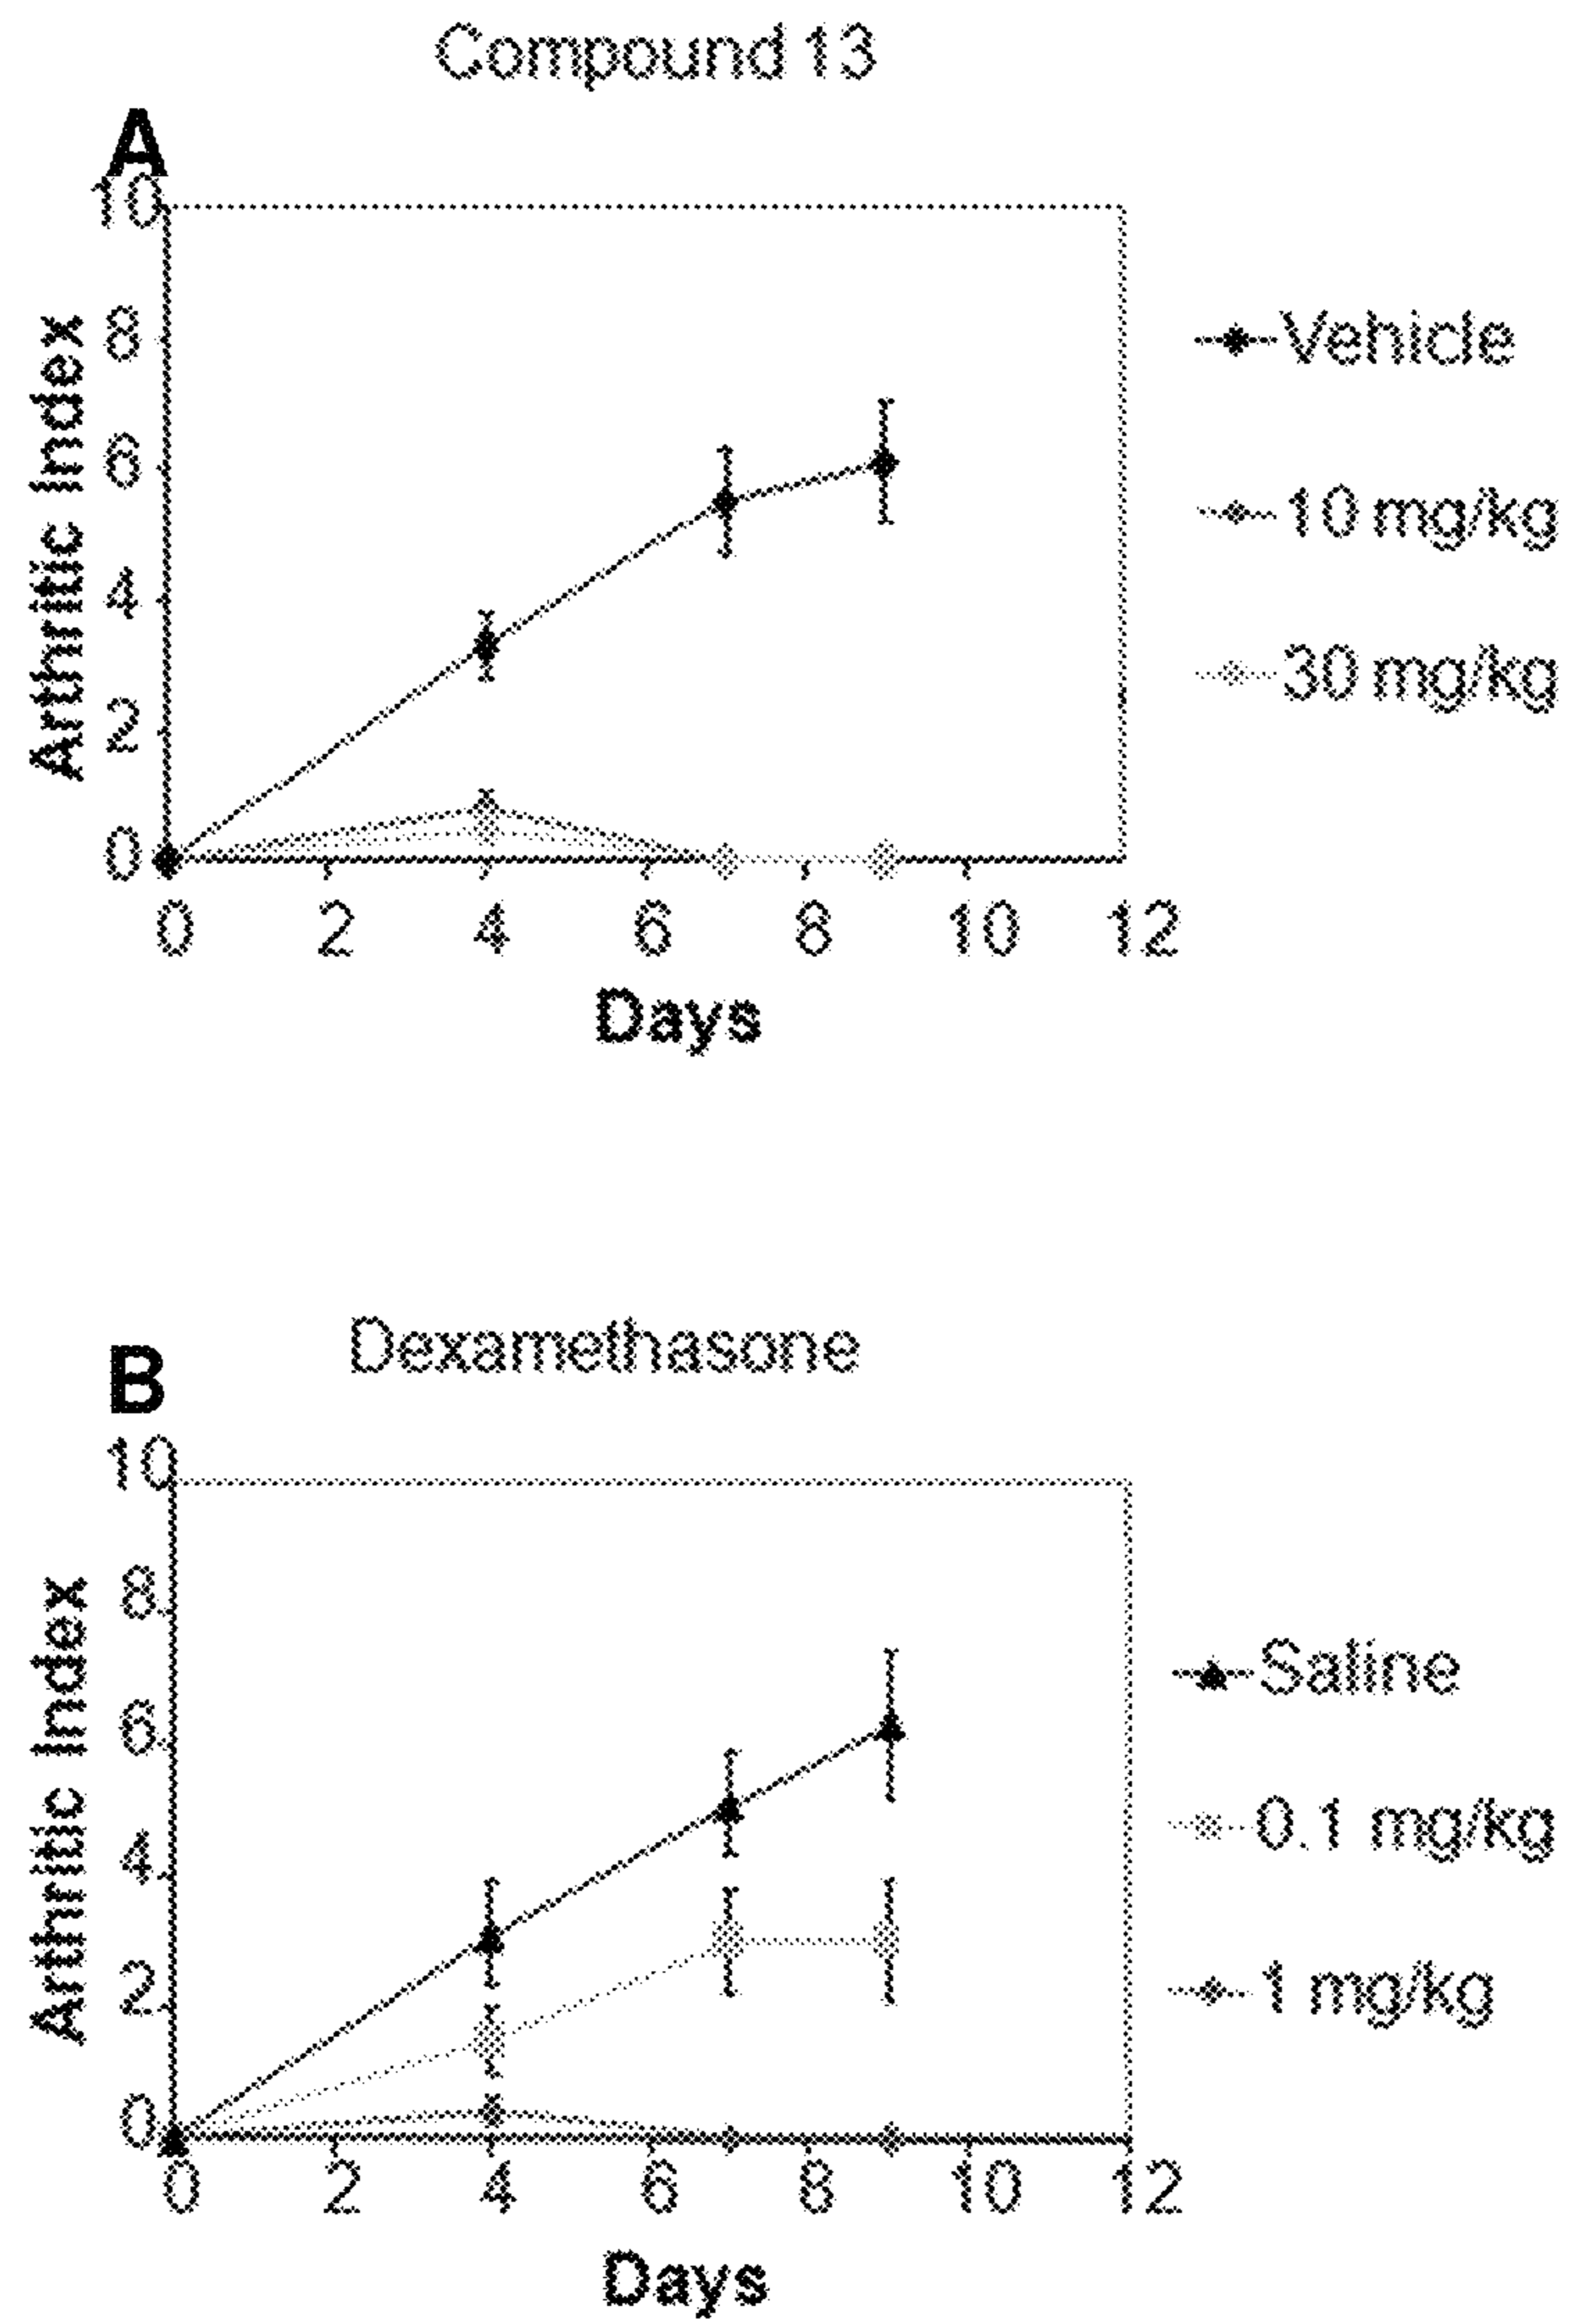 Compound 13
A
10
8
6
4
2
0
Arthritic Index
0 2 4 6 8 10 12
Days
Vehicle
10 mg/kg
30 mg/kg
B
Dexamethasone
10
8
6
4
2
0
Arthritic Index
0 2 4 6 8 10 12
Days
Saline
0.1 mg/kg
1 mg/kg